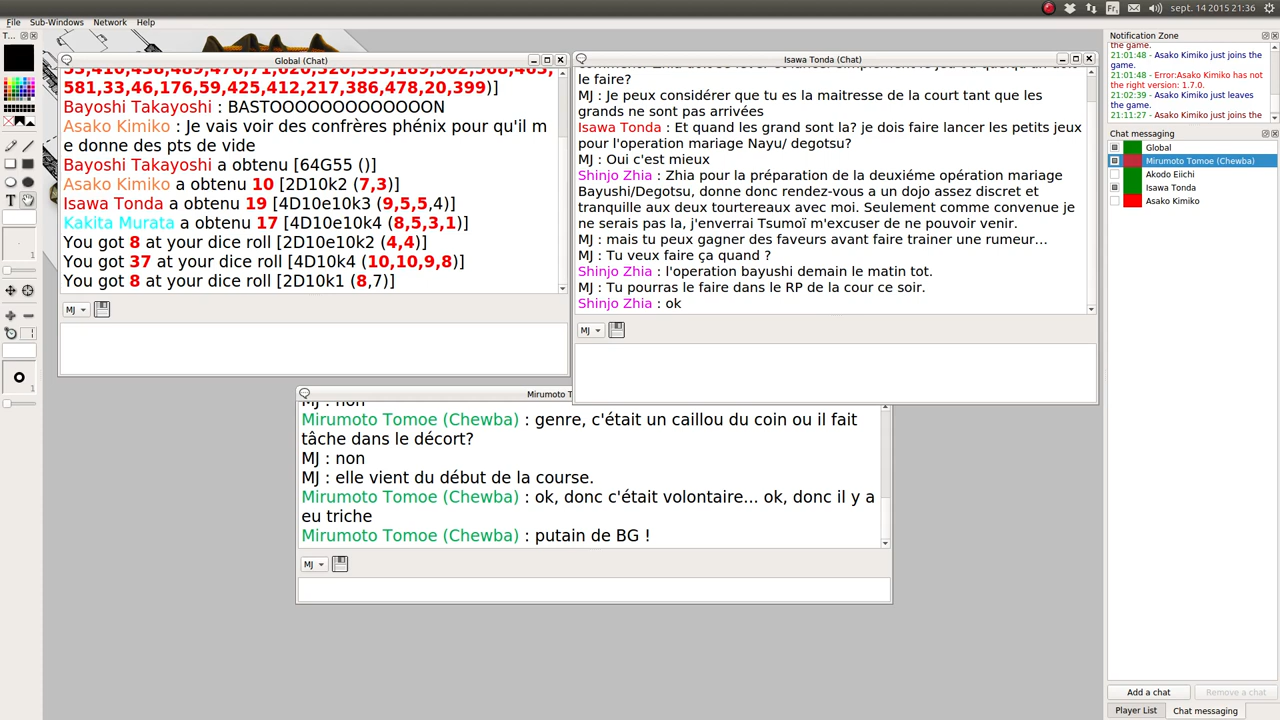 sept. 14 2015 21:36
File Sub-Windows Network Help
T...
Global (Chat)
581,33,46,176,59,425,412,217,386,478,20,399)]
Bayoshi Takayoshi : BASTOOOOOOOOOOOOON
Asako Kimiko : Je vais voir des confrères phénix pour qu'il m
e donne des pts de vide
Bayoshi Takayoshi a obtenu [64G55 ()]
Asako Kimiko a obtenu 10 [2D10k2 (7,3)]
Isawa Tonda a obtenu 19 [4D10e10k3 (9,5,5,4)]
Kakita Murata a obtenu 17 [4D10e10k4 (8,5,3,1)]
You got 8 at your dice roll [2D10e10k2 (4,4)]
You got 37 at your dice roll [4D10k4 (10,10,9,8)]
You got 8 at your dice roll [2D10k1 (8,7)]
MJ
Isawa Tonda (Chat)
le faire?
MJ : Je peux considérer que tu es la maitresse de la court tant que les
grands ne sont pas arrivées
Isawa Tonda : Et quand les grand sont la? je dois faire lancer les petits jeux
pour l'operation mariage Nayu/ degotsu?
MJ : Oui c'est mieux
Shinjo Zhia : Zhia pour la préparation de la deuxiéme opération mariage
Bayushi/Degotsu, donne donc rendez-vous a un dojo assez discret et
tranquille aux deux tourtereaux avec moi. Seulement comme convenue je
ne serais pas la, j'enverrai Tsumoï m'excuser de ne pouvoir venir.
MJ : mais tu peux gagner des faveurs avant faire trainer une rumeur...
MJ : Tu veux faire ça quand ?
Shinjo Zhia : l'operation bayushi demain le matin tot.
MJ : Tu pourras le faire dans le RP de la cour ce soir.
Shinjo Zhia : ok
MJ
Mirumoto T
MJ : non
Mirumoto Tomoe (Chewba) : genre, c'était un caillou du coin ou il fait
tâche dans le décort?
MJ : non
MJ : elle vient du début de la course.
Mirumoto Tomoe (Chewba) : ok, donc c'était volontaire... ok, donc il y a
eu triche
Mirumoto Tomoe (Chewba) : putain de BG !
MJ
Notification Zone
the game.
21:01:48 - Asako Kimiko just joins the
game.
21:01:48 - Error:Asako Kimiko has not
the right version: 1.7.0.
21:02:39 - Asako Kimiko just leaves
the game.
21:11:27 - Asako Kimiko just joins the
Chat messaging
Global
Mirumoto Tomoe (Chewba)
Akodo Eiichi
Isawa Tonda
Asako Kimiko
Add a chat
Remove a chat
Player List
Chat messaging